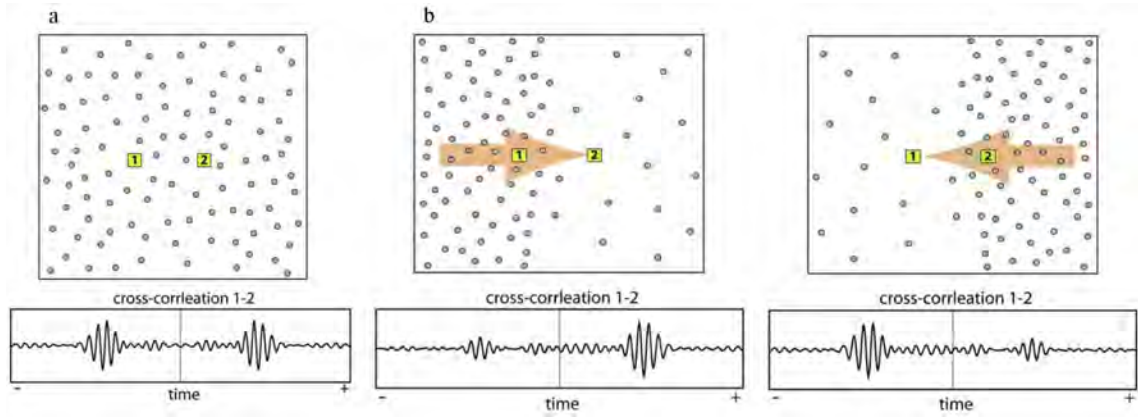 a
b
1
2
1
2
1
2
cross-corrleation 1-2
cross-corrleation 1-2
cross-corrleation 1-2
-
time
+
-
time
+
-
time
+